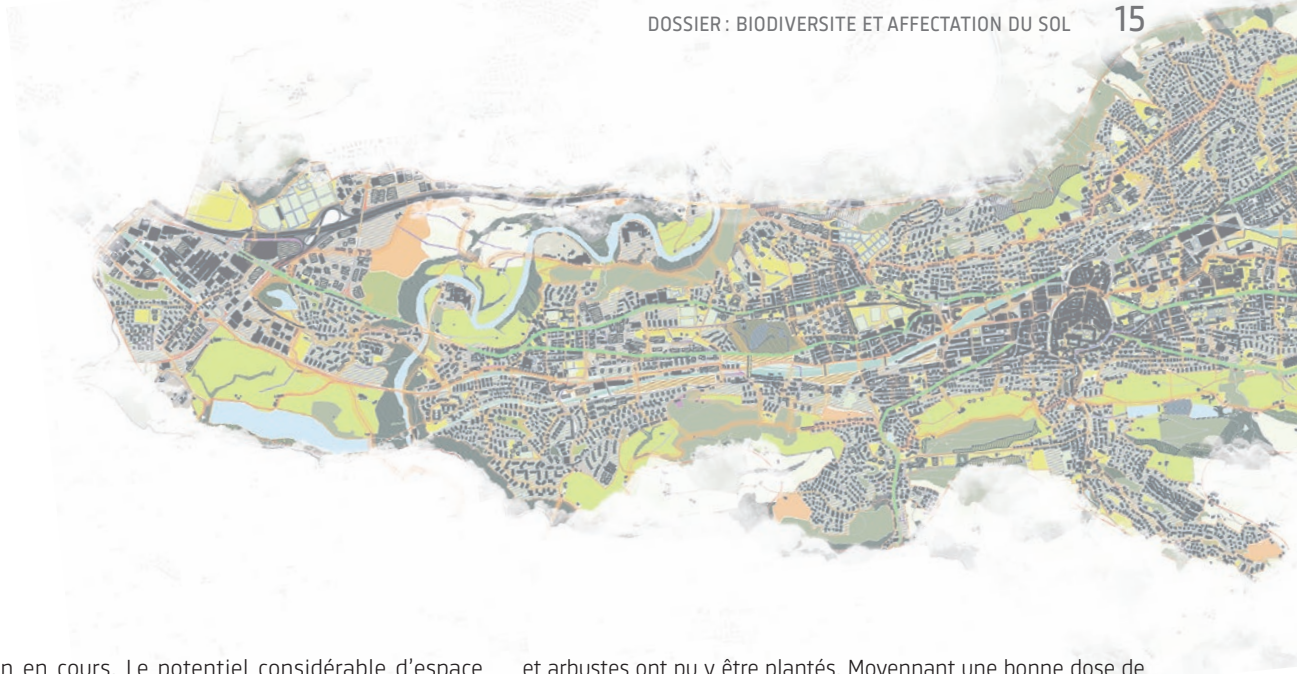 DOSSIER : BIODIVERSITE ET AFFECTATION DU SOL 15
n en cours. Le potentiel considérable d'espace
et arbustes ont pu y être plantés. Moyennant une bonne dose de